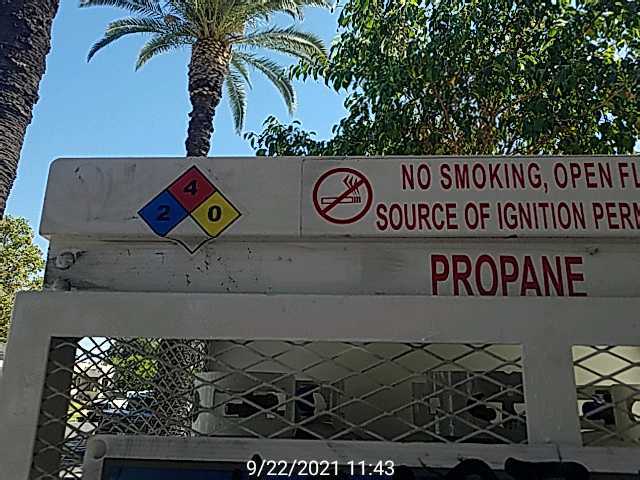 4
2 0
NO SMOKING, OPEN FL
SOURCE OF IGNITION PERM
PROPANE
9/22/2021 11:43